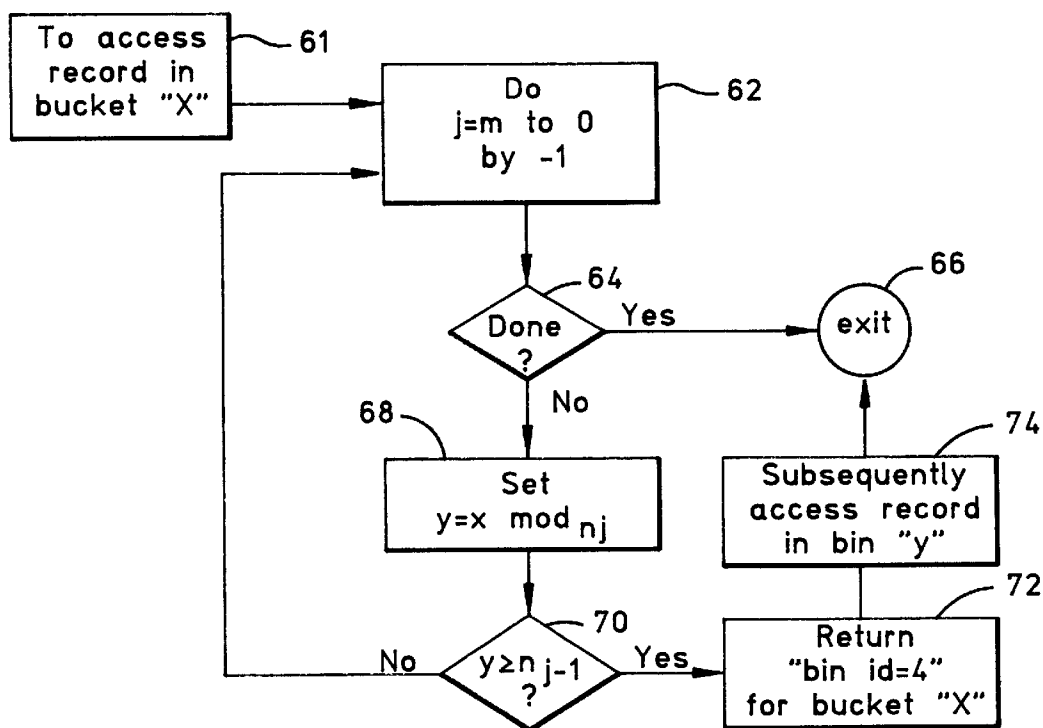 To access
record in
bucket "X"
61
Do
j=m to 0
by -1
62
64
Done
?
Yes
66
exit
No
68
Set
y=x mod nj
74
Subsequently
access record
in bin "y"
70
y≥n j-1
?
No
Yes
72
Return
"bin id=4"
for bucket "X"